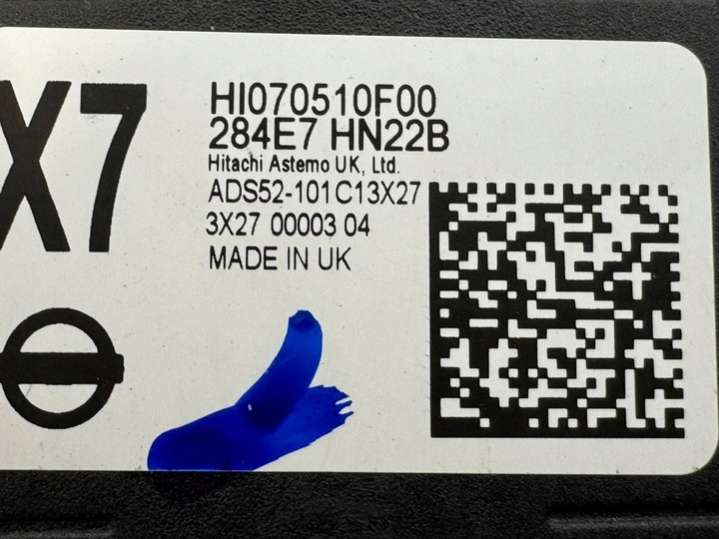 X7
HI070510F00
284E7 HN22B
Hitachi Astemo UK, Ltd.
ADS52-101C13X27
3X27 00003 04
MADE IN UK